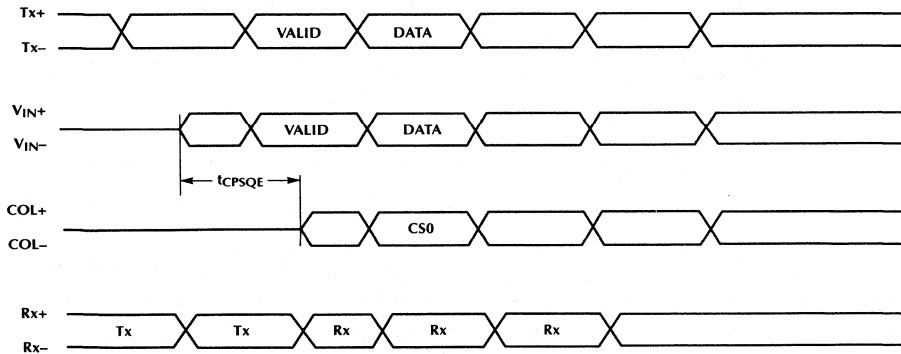 Tx+
Tx–
VALID DATA
VIN+
VIN–
VALID DATA
tCPSQE
COL+
COL–
CS0
Rx+
Rx–
Tx Tx Rx Rx Rx